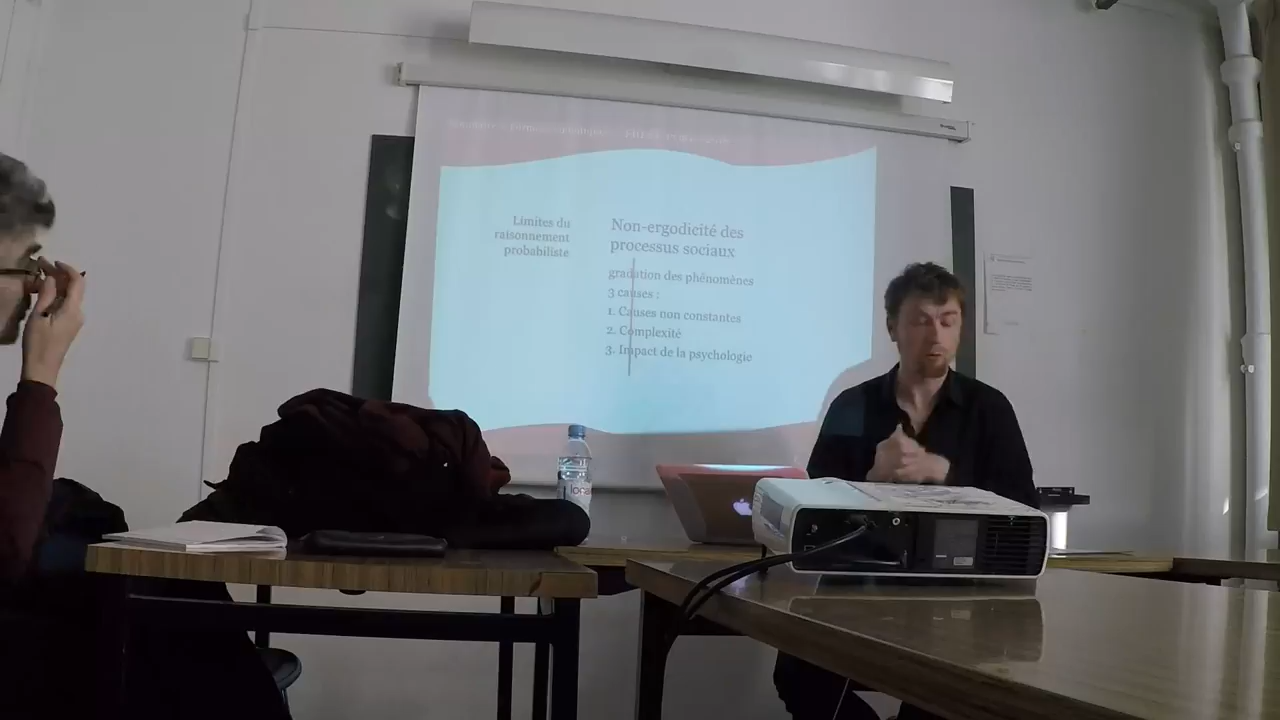 Limites du
raisonnement
probabiliste
Non-ergodicité des
processus sociaux
gradation des phénomènes
3 causes :
1. Causes non constantes
2. Complexité
3. Impact de la psychologie